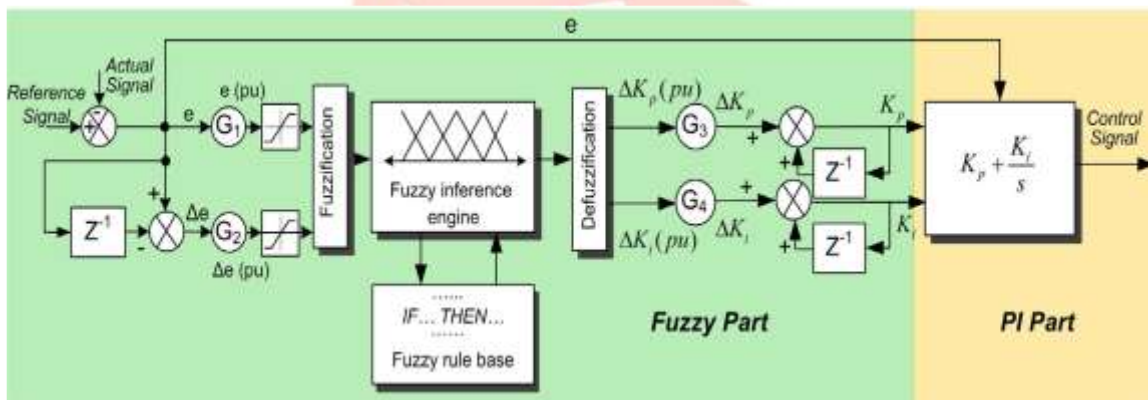 e
Actual
Signal
Reference
Signal
+
-
e
e (pu)
G1
Z-1
+
-
Δe
G2
Δe (pu)
Fuzzification
Fuzzy inference
engine
......
IF... THEN...
......
Fuzzy rule base
Defuzzification
ΔKp(pu)
G3
ΔKp
+
+
Kp
Z-1
ΔKi(pu)
G4
ΔKi
+
+
Ki
Z-1
Kp + Ki/s
Control
Signal
Fuzzy Part
PI Part